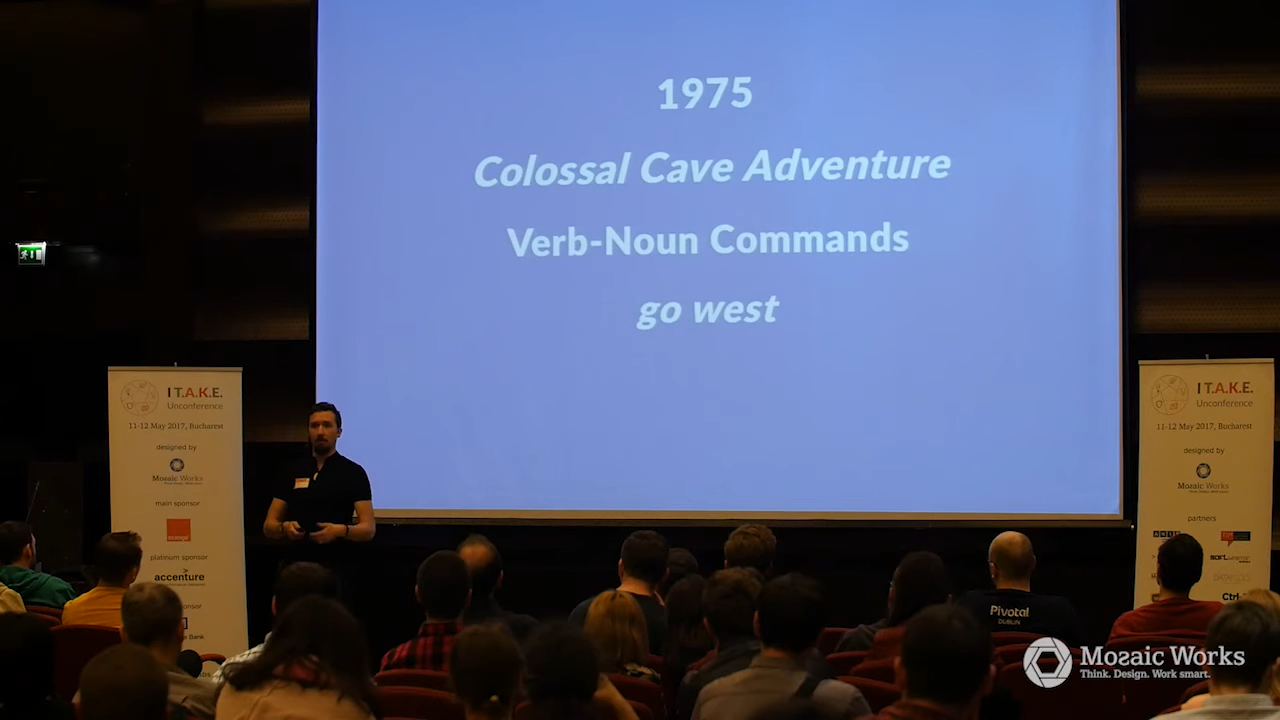 1975
Colossal Cave Adventure
Verb-Noun Commands
go west
I T.A.K.E.
Unconference
11-12 May 2017, Bucharest
designed by
Mozaic Works
main sponsor
orange
platinum sponsor
accenture
Bank
I T.A.K.E.
Unconference
11-12 May 2017, Bucharest
designed by
Mozaic Works
partners
Pivotal
DUBLIN
Mozaic Works
Think. Design. Work smart.